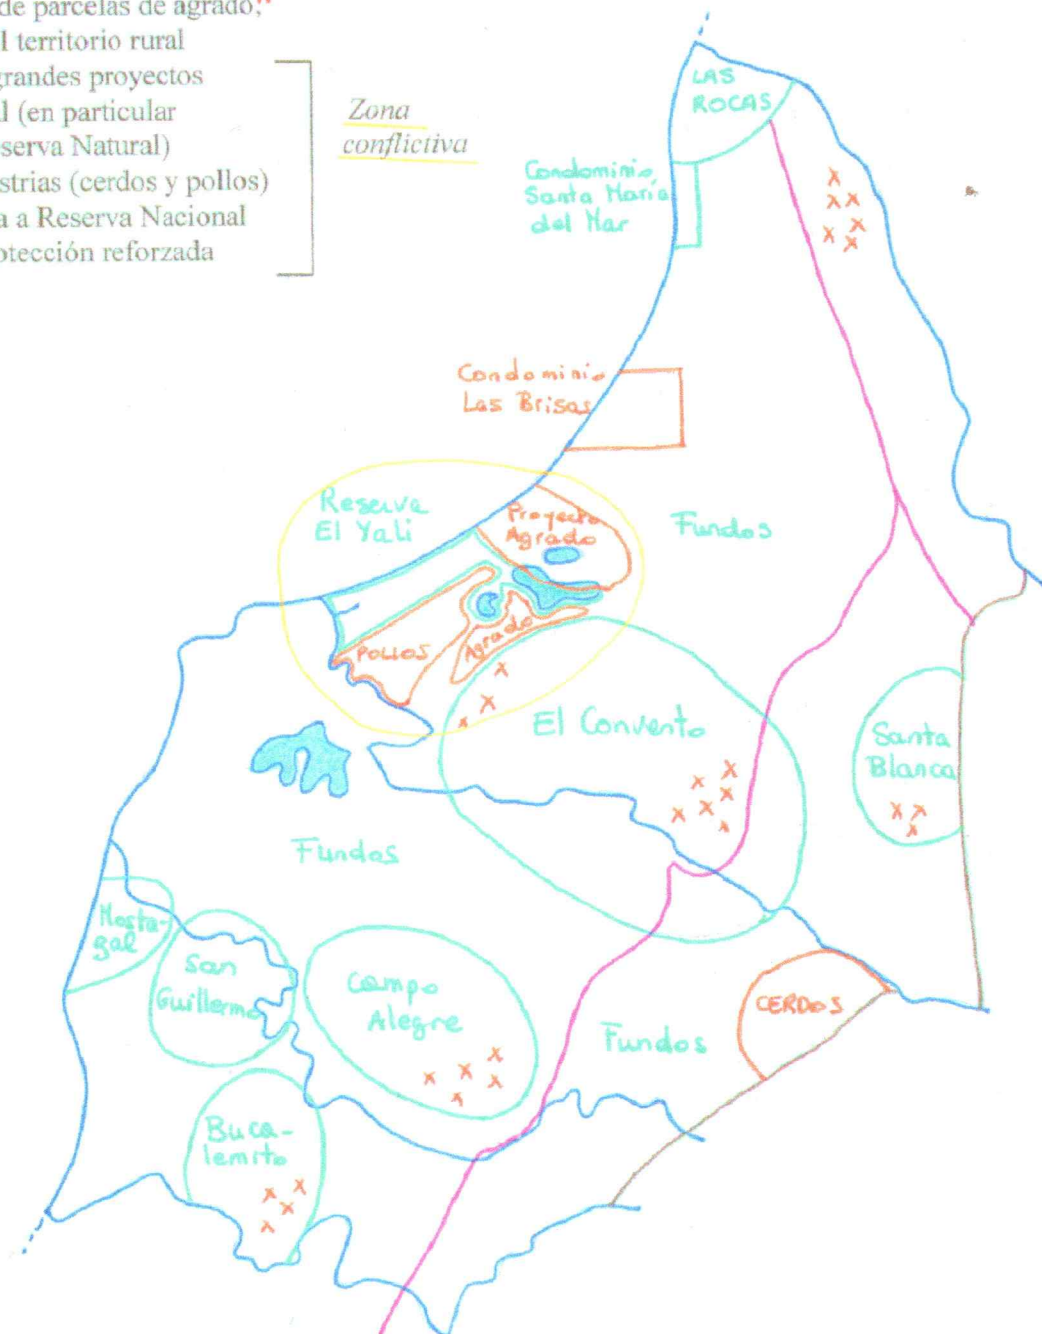 de parcelas de agrado;"
l territorio rural
grandes proyectos
l (en particular
serva Natural)
strias (cerdos y pollos)
a a Reserva Nacional
otección reforzada
Zona
conflictiva
LAS
ROCAS
Condominio
Santa María
del Mar
Condominio
Las Brisas
Reserva
El Yali
Proyecto
Agrado
Fundos
POLLOS
Agrado
El Convento
Santa
Blanca
Fundos
Mosta-
gal
San
Guillermo
Campo
Alegre
Fundos
CERDOS
Buca-
lemito